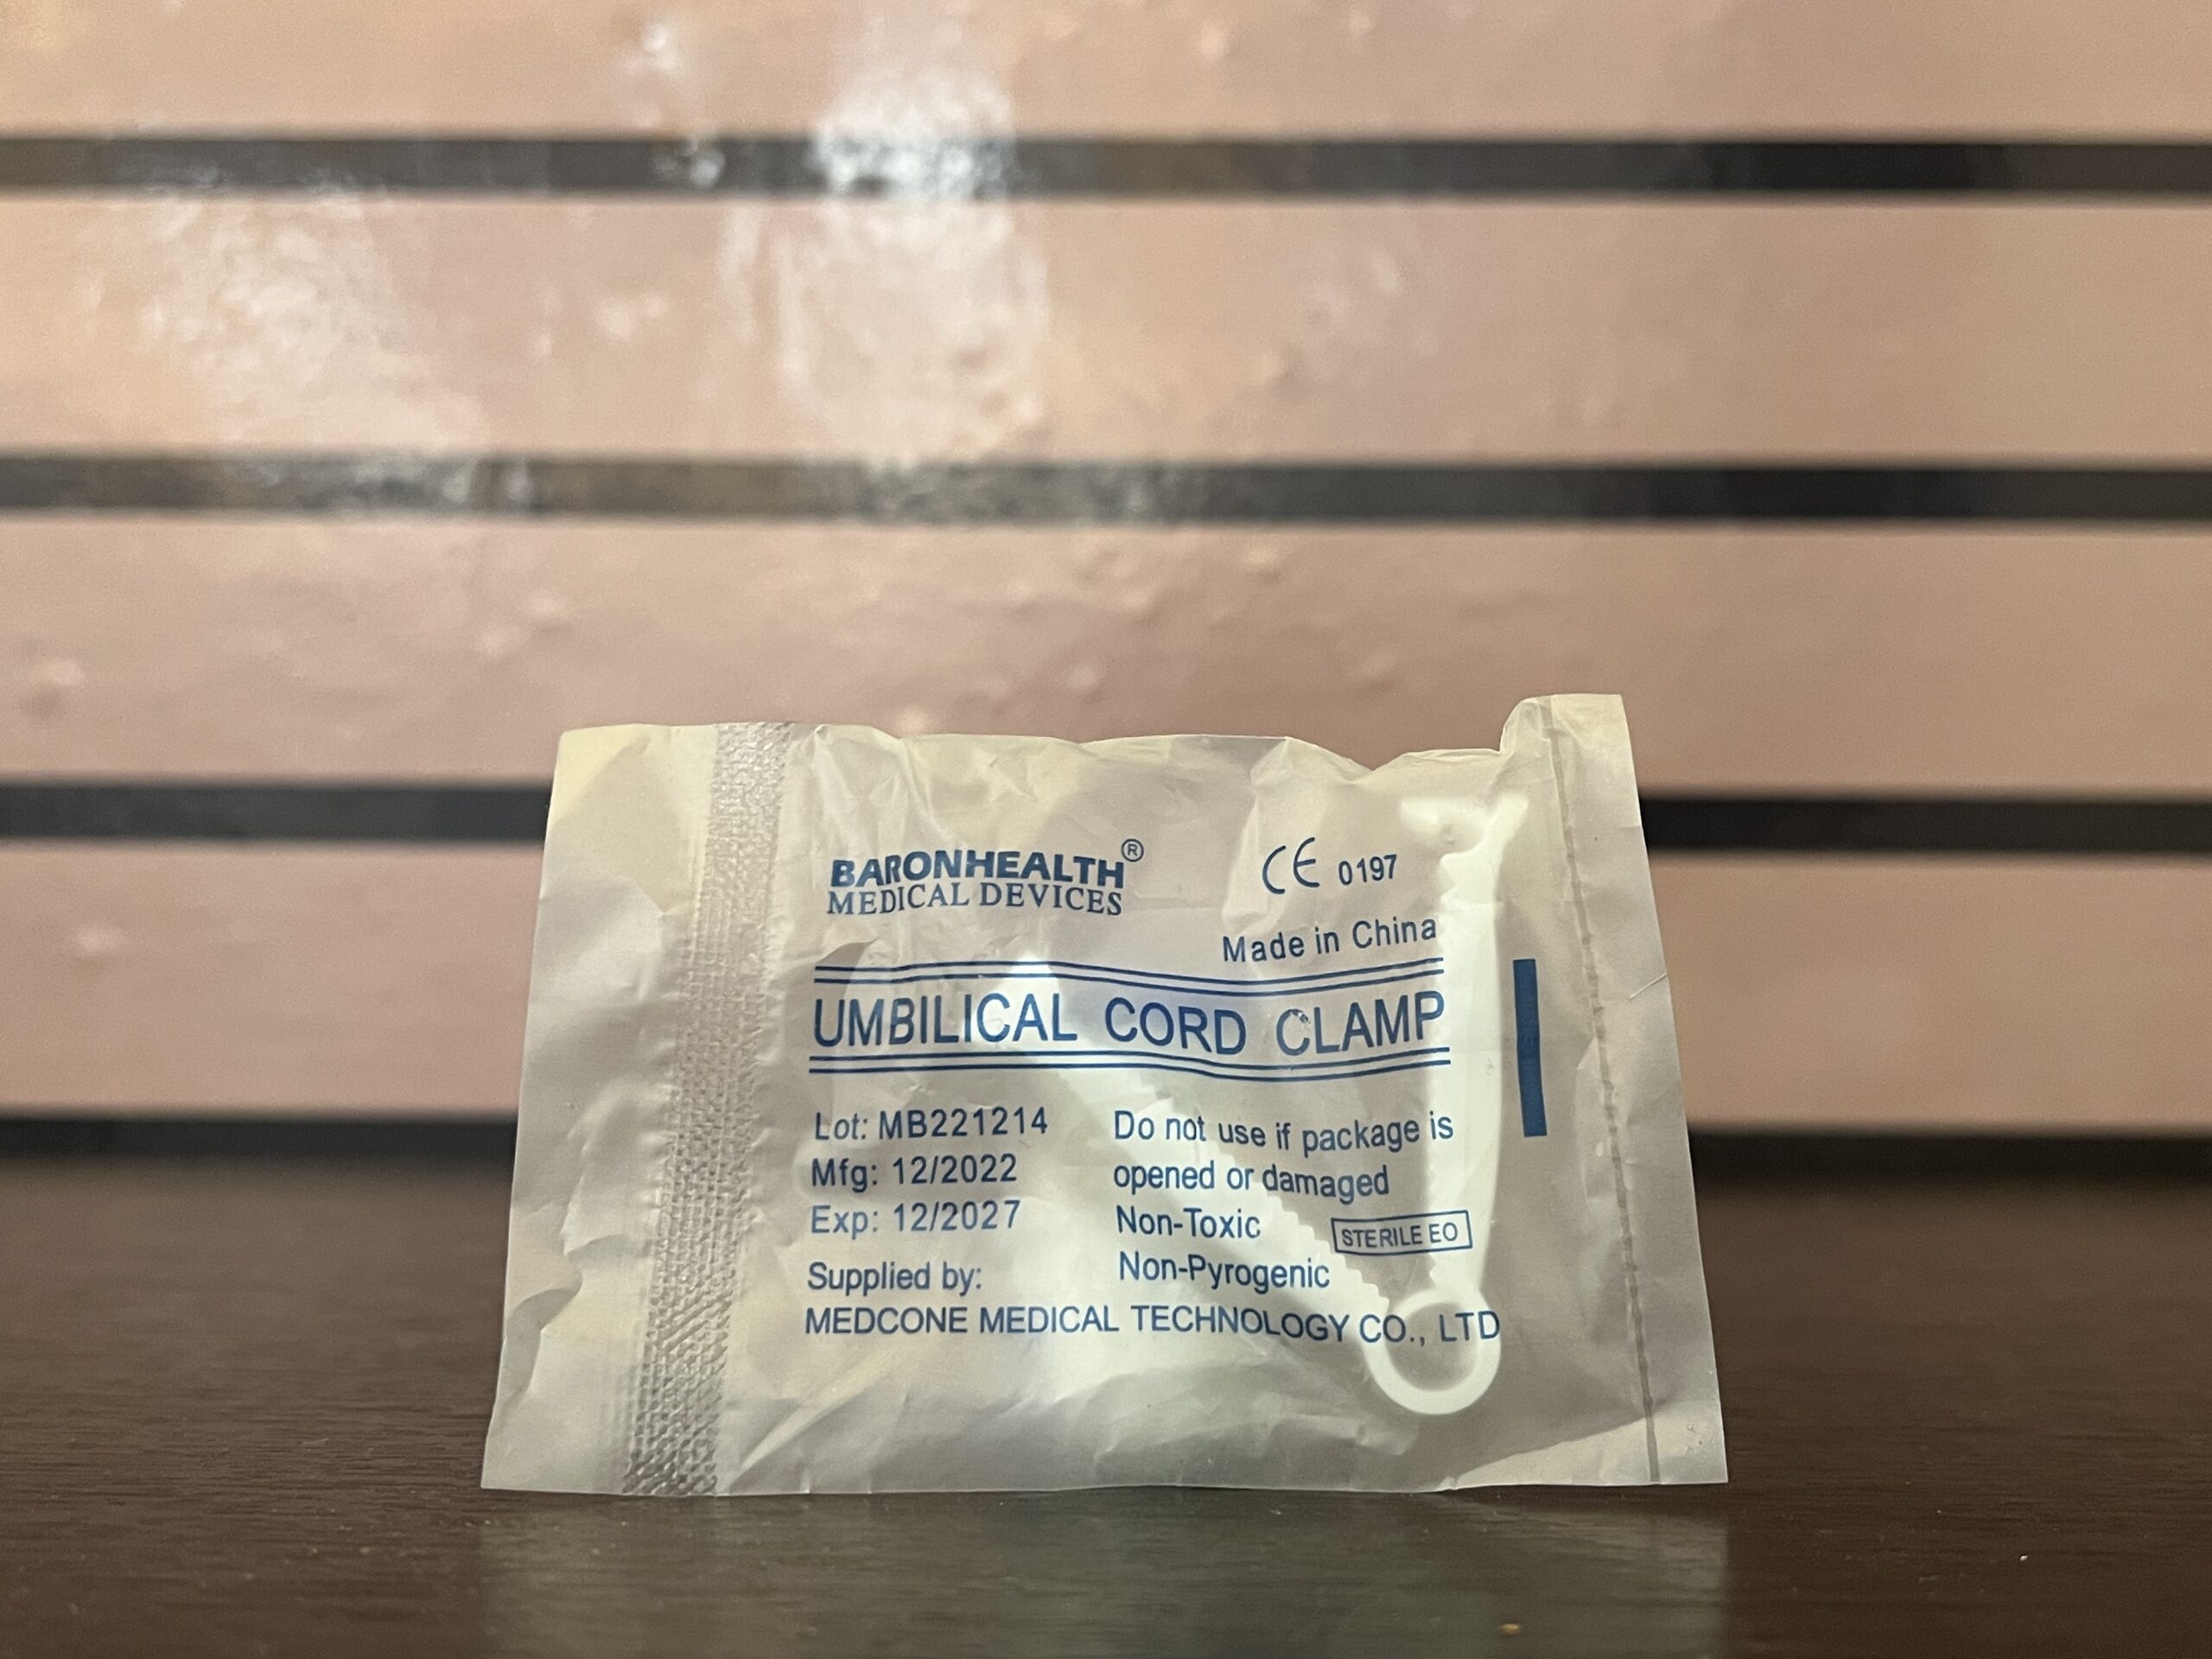 BARONHEALTH®
MEDICAL DEVICES
CE 0197
Made in China
UMBILICAL CORD CLAMP
Lot: MB221214
Mfg: 12/2022
Exp: 12/2027
Do not use if package is
opened or damaged
Non-Toxic
STERILE EO
Non-Pyrogenic
Supplied by:
MEDCONE MEDICAL TECHNOLOGY CO., LTD